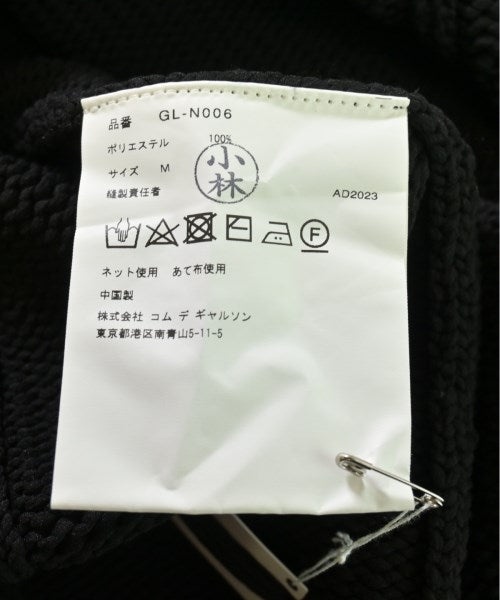 品番 GL-N006
ポリエステル 100%
サイズ M
縫製責任者 小林 AD2023
F
ネット使用 あて布使用
中国製
株式会社 コム デ ギャルソン
東京都港区南青山5-11-5